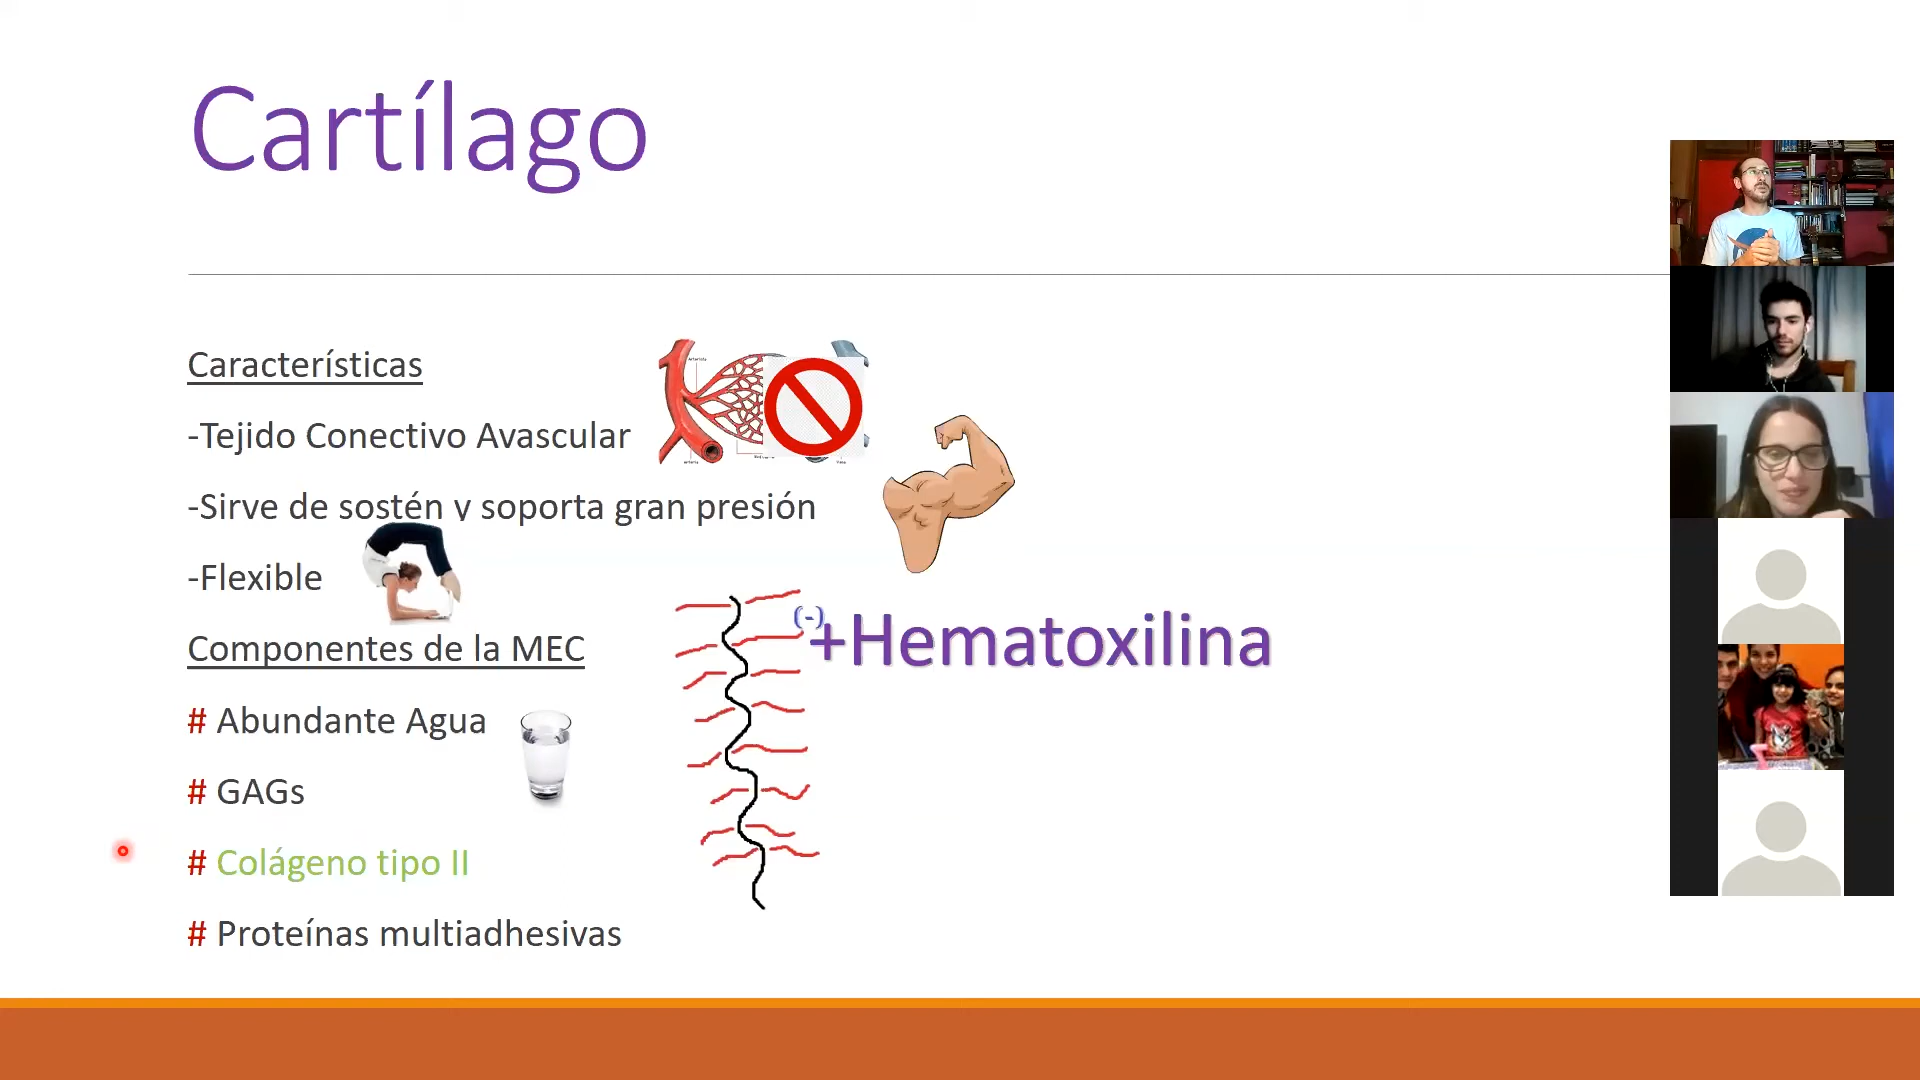 Cartílago
Características
-Tejido Conectivo Avascular
-Sirve de sostén y soporta gran presión
-Flexible
(-)
+Hematoxilina
Componentes de la MEC
# Abundante Agua
# GAGs
# Colágeno tipo II
# Proteínas multiadhesivas